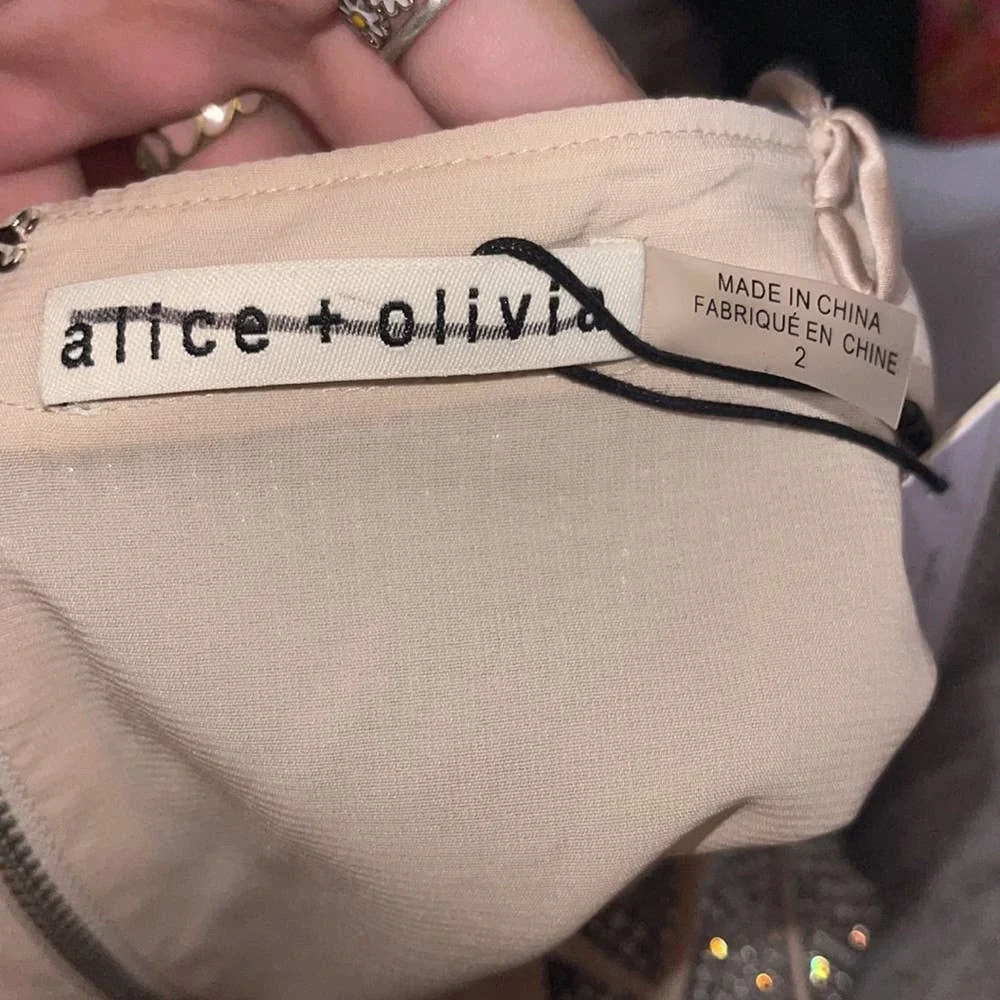 alice + olivia
MADE IN CHINA
FABRIQUÉ EN CHINE
2